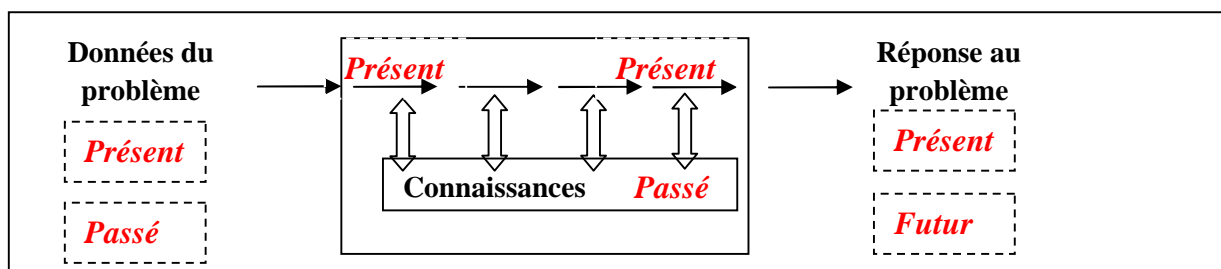 Données du
problème
Présent
Passé
Présent
Présent
Connaissances
Passé
Réponse au
problème
Présent
Futur